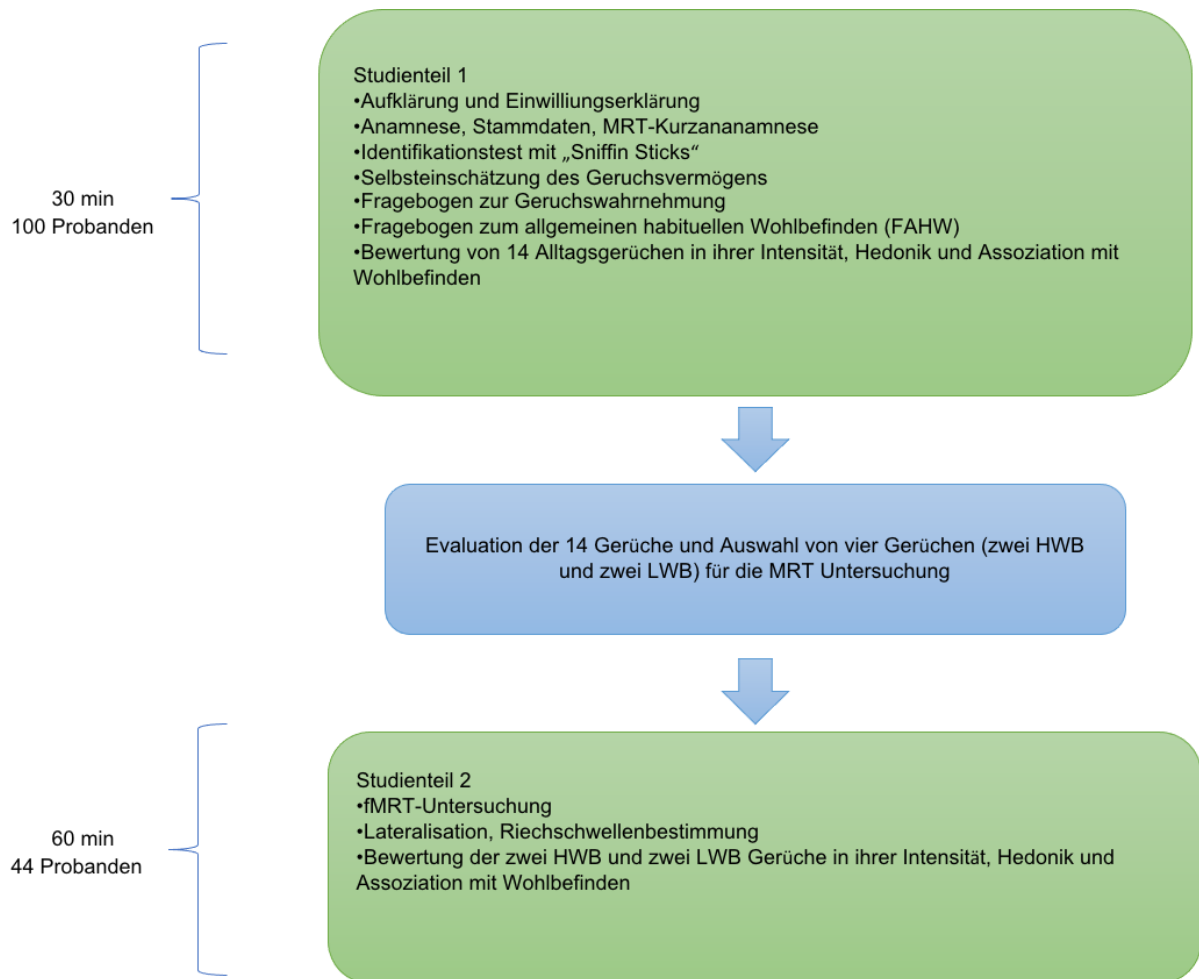 Studienteil 1
•Aufklärung und Einwilliungserklärung
•Anamnese, Stammdaten, MRT-Kurzananamnese
•Identifikationstest mit „Sniffin Sticks“
•Selbsteinschätzung des Geruchsvermögens
•Fragebogen zur Geruchswahrnehmung
•Fragebogen zum allgemeinen habituellen Wohlbefinden (FAHW)
•Bewertung von 14 Alltagsgerüchen in ihrer Intensität, Hedonik und Assoziation mit
Wohlbefinden
30 min
100 Probanden
Evaluation der 14 Gerüche und Auswahl von vier Gerüchen (zwei HWB
und zwei LWB) für die MRT Untersuchung
Studienteil 2
•fMRT-Untersuchung
•Lateralisation, Riechschwellenbestimmung
•Bewertung der zwei HWB und zwei LWB Gerüche in ihrer Intensität, Hedonik und
Assoziation mit Wohlbefinden
60 min
44 Probanden